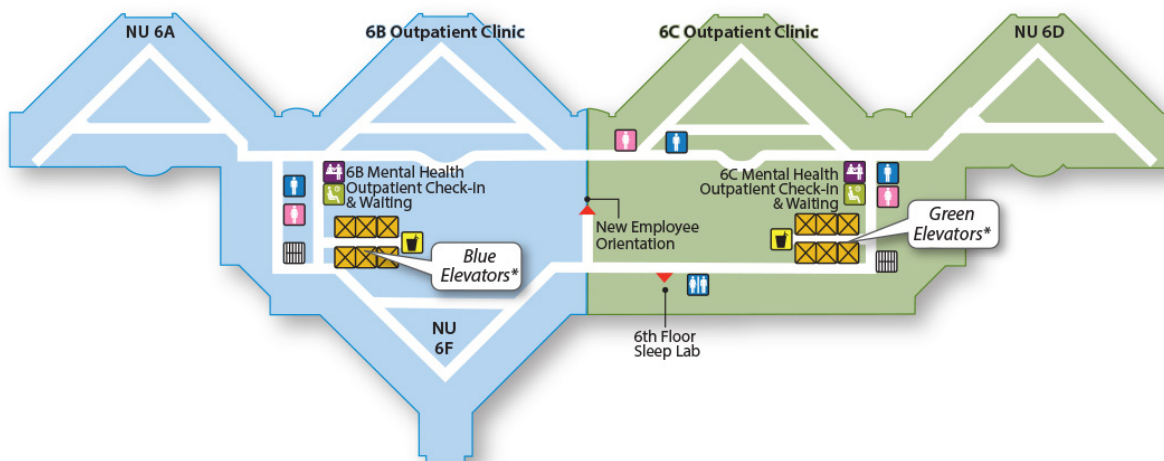 NU 6A
6B Outpatient Clinic
6C Outpatient Clinic
NU 6D
6B Mental Health
Outpatient Check-in
& Waiting
6C Mental Health
Outpatient Check-in
& Waiting
New Employee
Orientation
Green
Elevators*
Blue
Elevators*
NU
6F
6th Floor
Sleep Lab